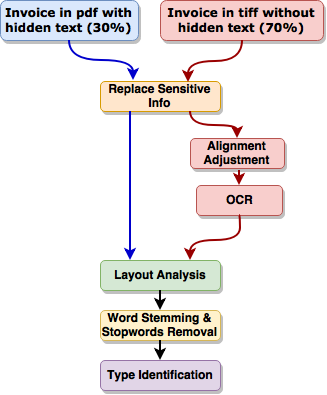 Invoice in pdf with
hidden text (30%)
Invoice in tiff without
hidden text (70%)
Replace Sensitive
Info
Alignment
Adjustment
OCR
Layout Analysis
Word Stemming &
Stopwords Removal
Type Identification